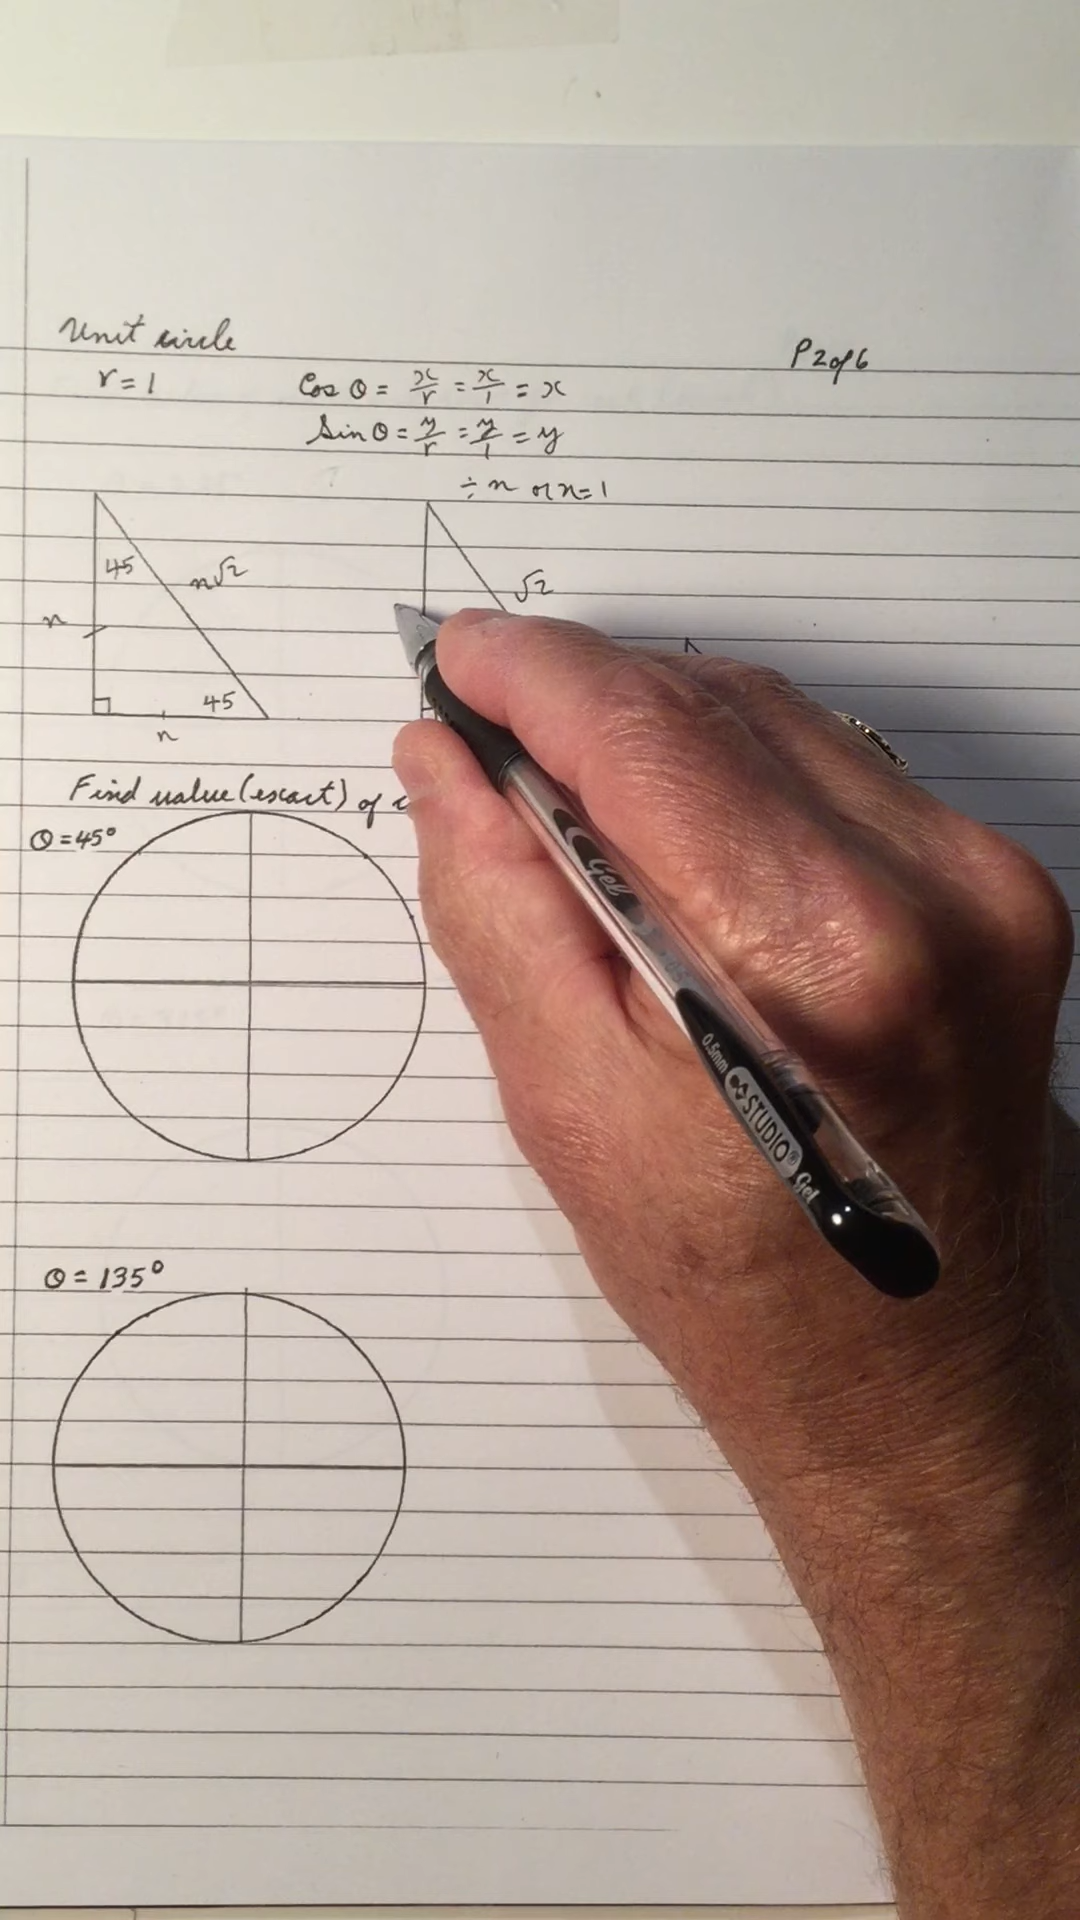 Unit circle
P 2 of 6
r = 1
Cos θ = x/r = x/1 = x
Sin θ = y/r = y/1 = y
÷ n or n = 1
45
n√2
√2
n
45
n
Find value (exact) of
θ = 45°
Gel
0.5mm STUDIO® Gel
θ = 135°